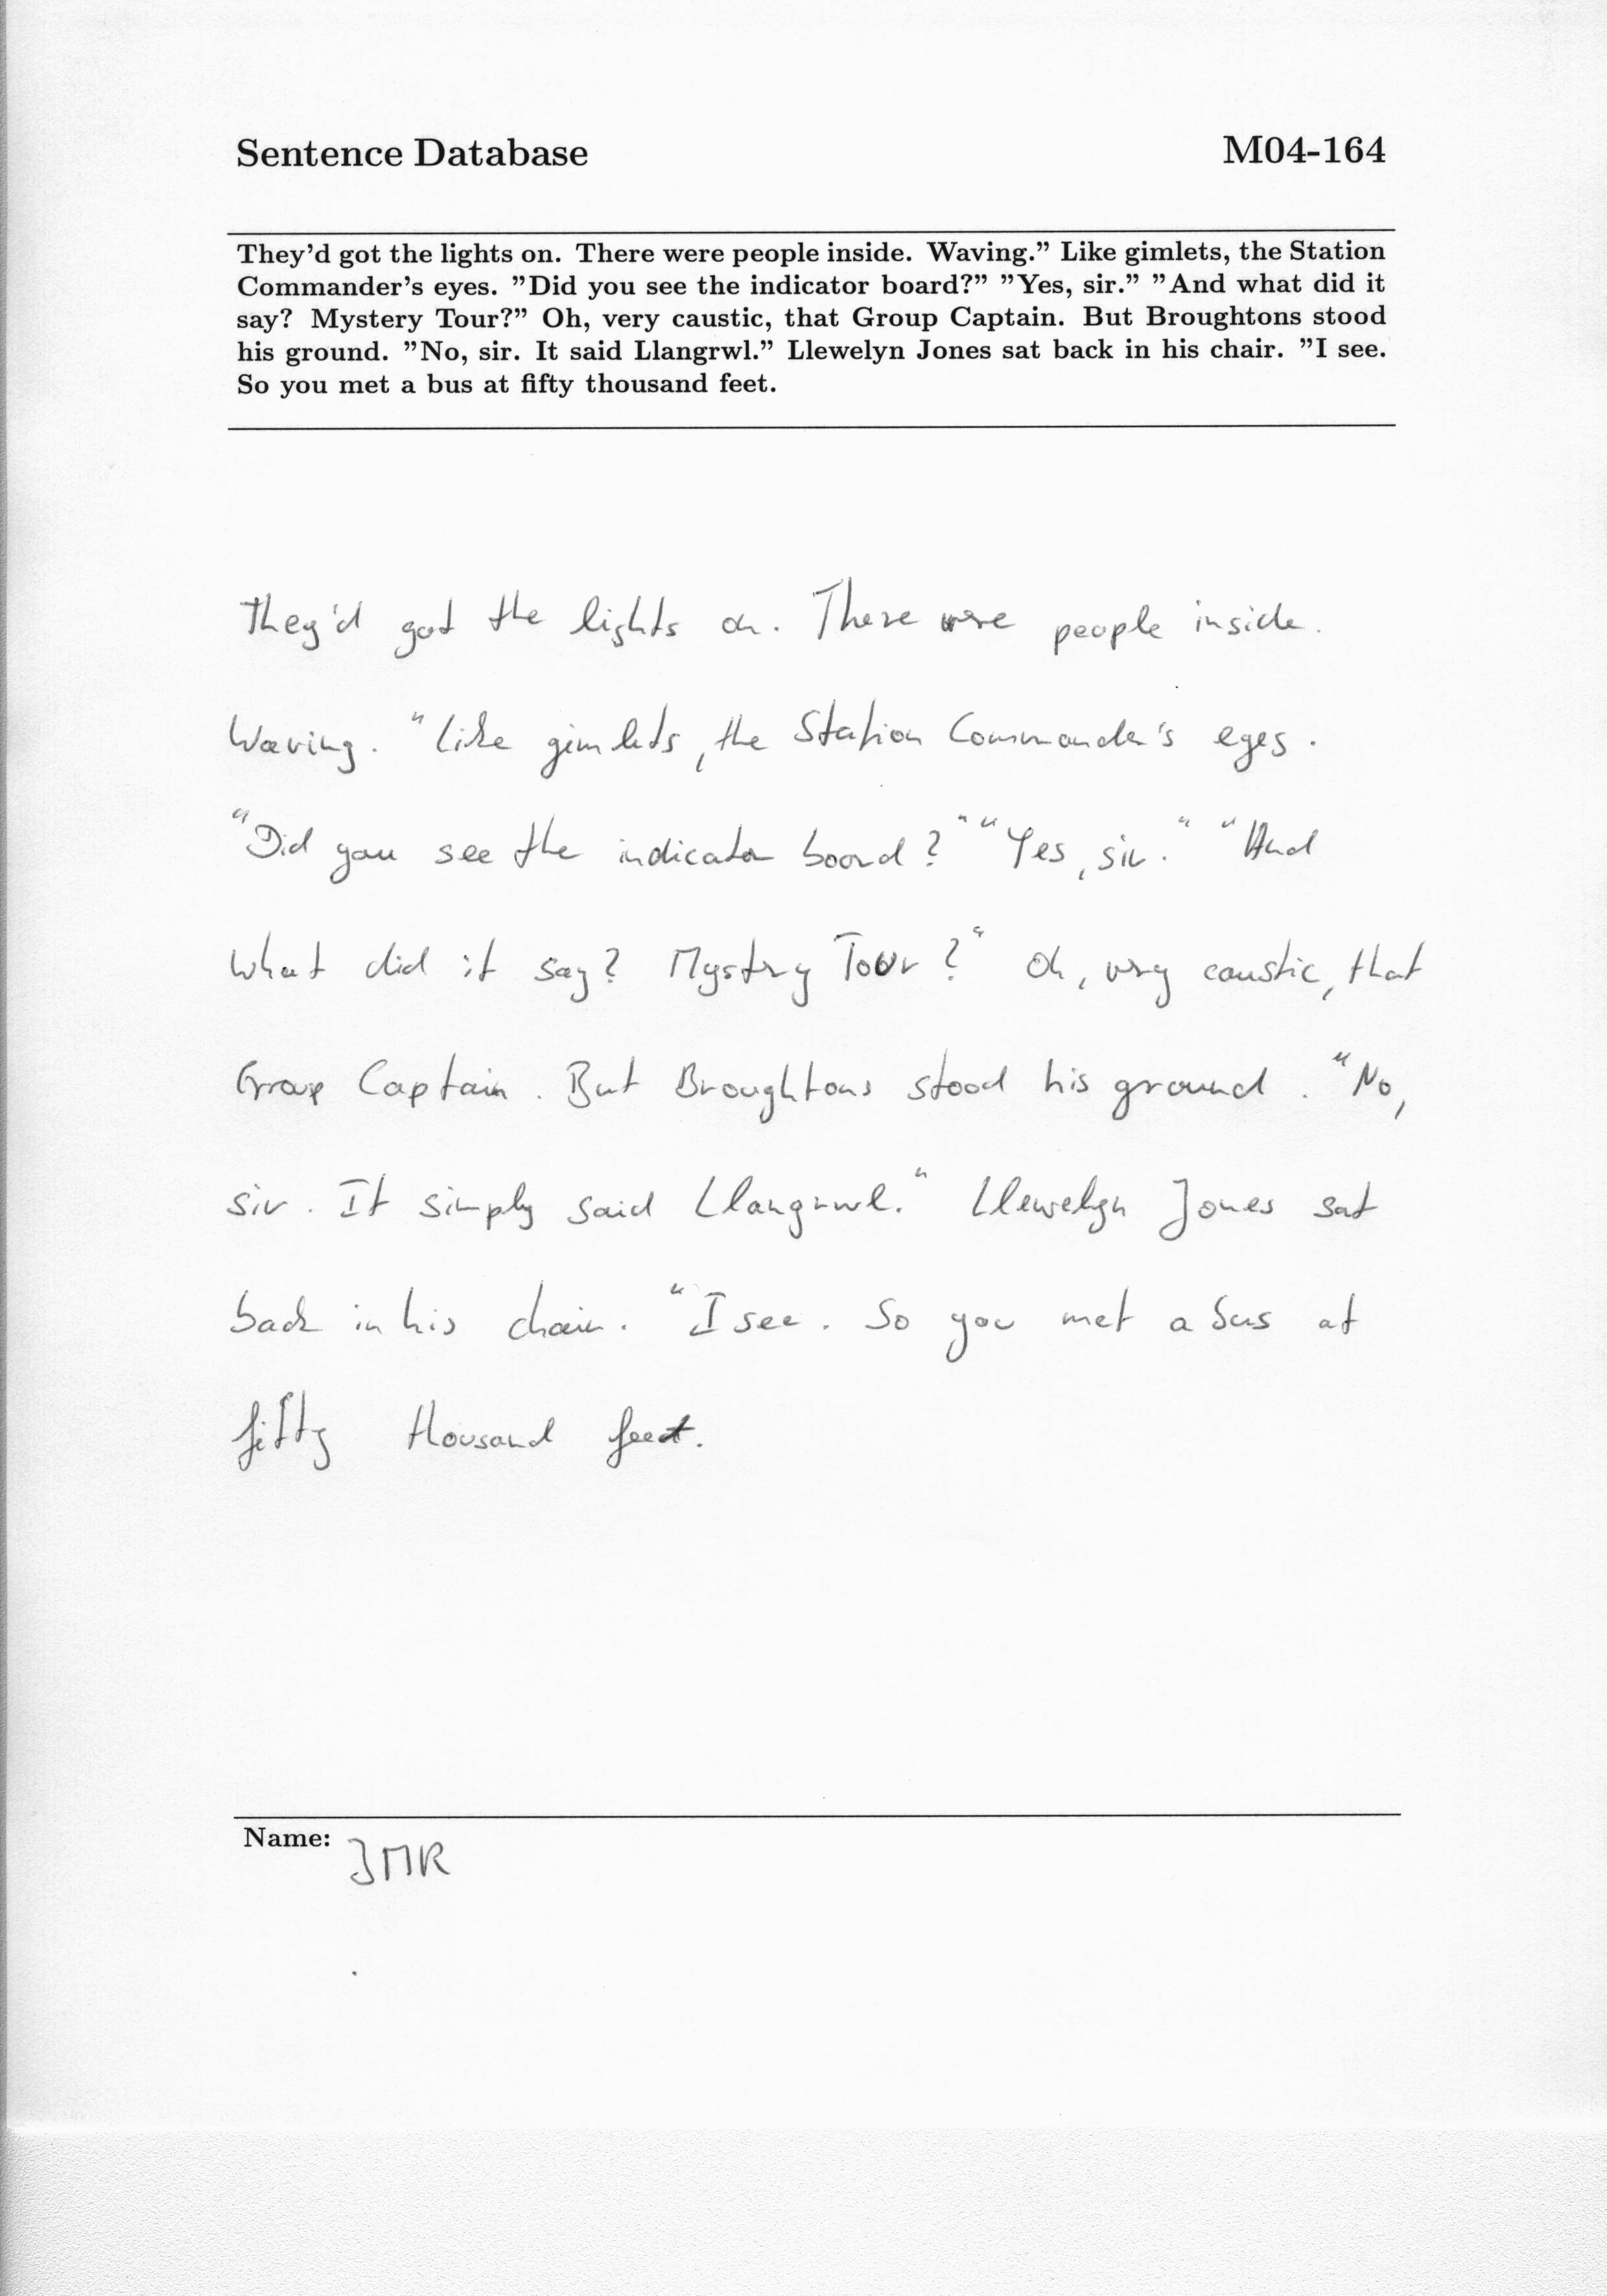 Sentence Database M04-164
They'd got the lights on. There were people inside. Waving.” Like gimlets, the Station
Commander's eyes. ”Did you see the indicator board?” ”Yes, sir.” ”And what did it
say? Mystery Tour?” Oh, very caustic, that Group Captain. But Broughtons stood
his ground. ”No, sir. It said Llangrwl.” Llewelyn Jones sat back in his chair. ”I see.
So you met a bus at fifty thousand feet.
They'd got the lights on. There were people inside.
Waving. "Like gimlets, the Station Commander's eyes.
"Did you see the indicator board?" "Yes, sir." "And
what did it say? Mystery Tour?" Oh, very caustic, that
Group Captain. But Broughtons stood his ground. "No,
sir. It simply said Llangrwl." Llewelyn Jones sat
back in his chair. "I see. So you met a bus at
fifty thousand feet.
Name: JMR